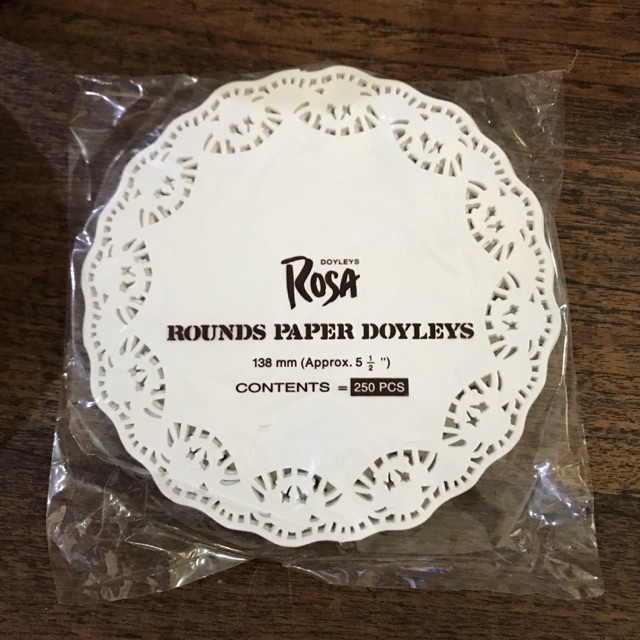 DOYLEYS
ROSA
ROUNDS PAPER DOYLEYS
138 mm (Approx. 5 1/2 ")
CONTENTS = 250 PCS